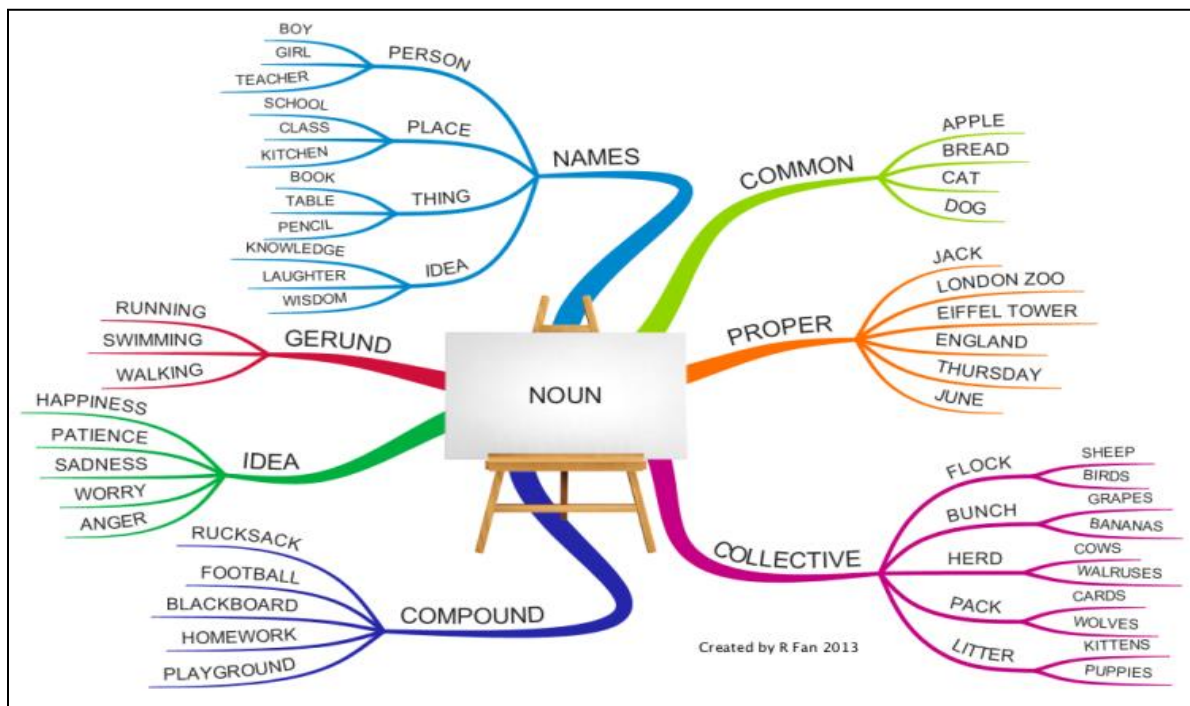 NOUN
NAMES
PERSON
BOY
GIRL
TEACHER
PLACE
SCHOOL
CLASS
KITCHEN
THING
BOOK
TABLE
PENCIL
IDEA
KNOWLEDGE
LAUGHTER
WISDOM
COMMON
APPLE
BREAD
CAT
DOG
PROPER
JACK
LONDON ZOO
EIFFEL TOWER
ENGLAND
THURSDAY
JUNE
COLLECTIVE
FLOCK
SHEEP
BIRDS
BUNCH
GRAPES
BANANAS
HERD
COWS
WALRUSES
PACK
CARDS
WOLVES
LITTER
KITTENS
PUPPIES
COMPOUND
RUCKSACK
FOOTBALL
BLACKBOARD
HOMEWORK
PLAYGROUND
IDEA
HAPPINESS
PATIENCE
SADNESS
WORRY
ANGER
GERUND
RUNNING
SWIMMING
WALKING
Created by R Fan 2013